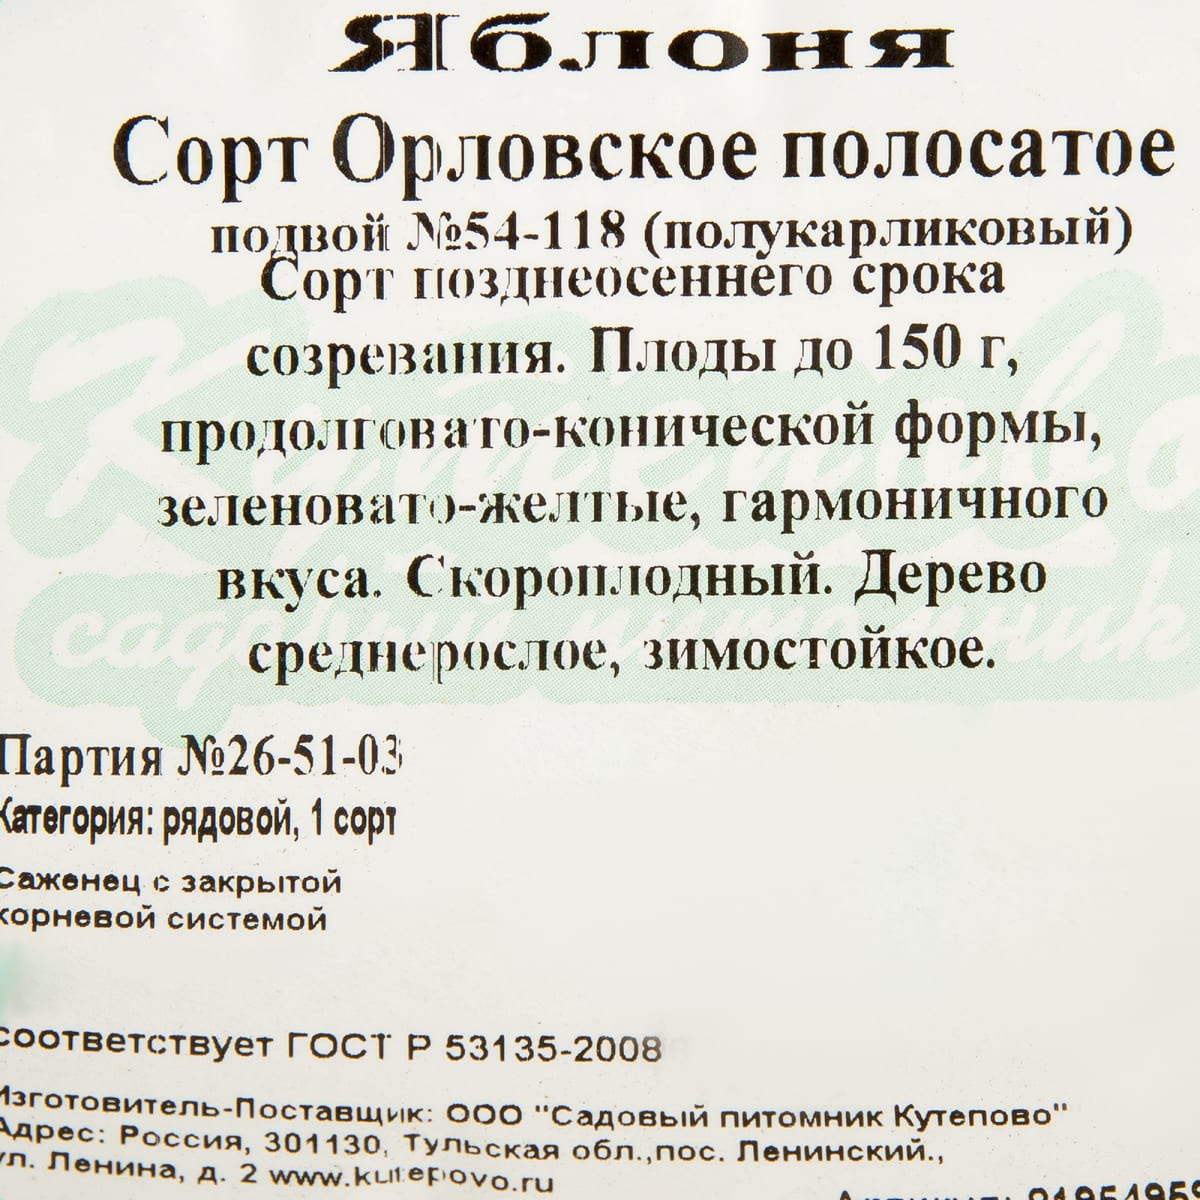 Яблоня
Сорт Орловское полосатое
подвой №54-118 (полукарликовый)
Сорт позднеосеннего срока
созревания. Плоды до 150 г,
продолговато-конической формы,
зеленовато-желтые, гармоничного
вкуса. Скороплодный. Дерево
среднерослое, зимостойкое.
садовый питомник
Партия №26-51-03
Категория: рядовой, 1 сорт
Саженец с закрытой
корневой системой
соответствует ГОСТ Р 53135-2008
Изготовитель-Поставщик: ООО "Садовый питомник Кутепово"
Адрес: Россия, 301130, Тульская обл.,пос. Ленинский.,
ул. Ленина, д. 2 www.kutepovo.ru